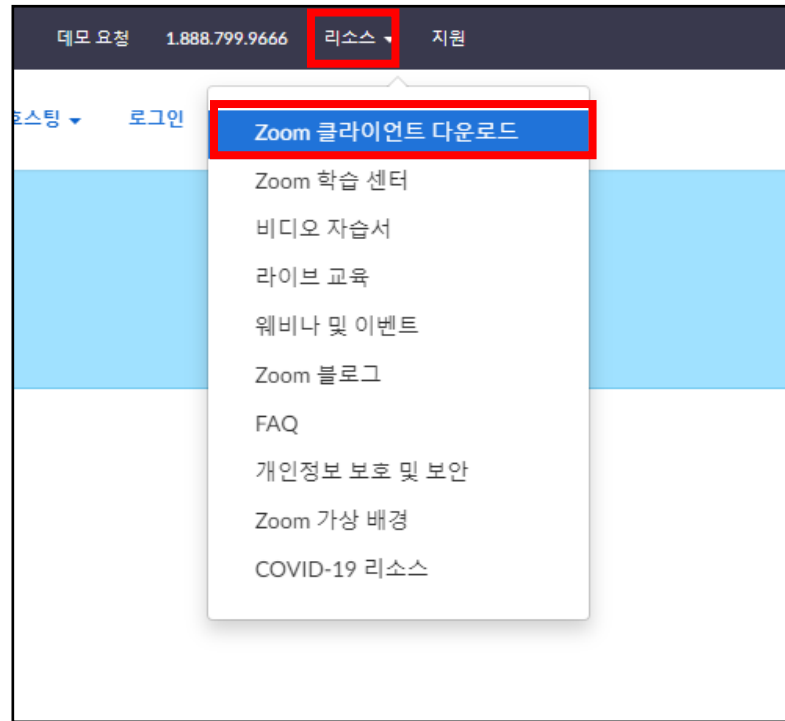 데모 요청 1.888.799.9666 리소스 지원
호스팅 로그인
Zoom 클라이언트 다운로드
Zoom 학습 센터
비디오 자습서
라이브 교육
웨비나 및 이벤트
Zoom 블로그
FAQ
개인정보 보호 및 보안
Zoom 가상 배경
COVID-19 리소스